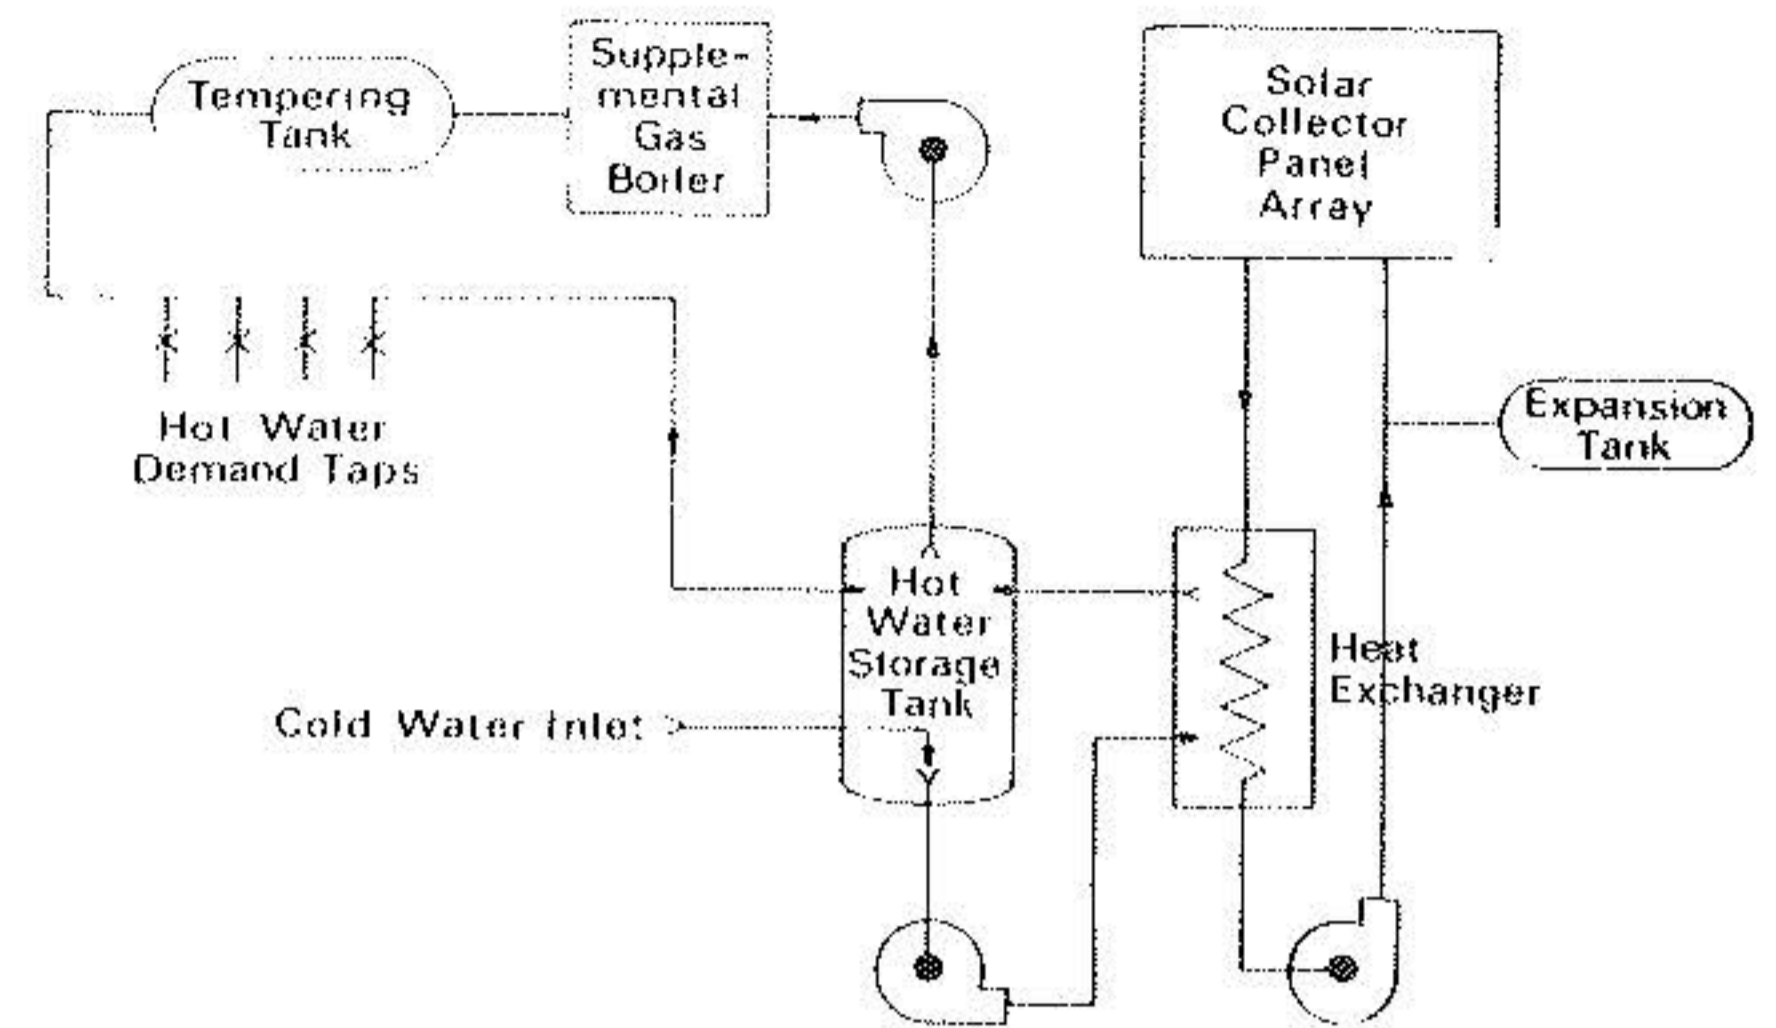 Tempering
Tank
Supple-
mental
Gas
Boiler
Solar
Collector
Panel
Array
Hot Water
Demand Taps
Expansion
Tank
Hot
Water
Storage
Tank
Heat
Exchanger
Cold Water Inlet